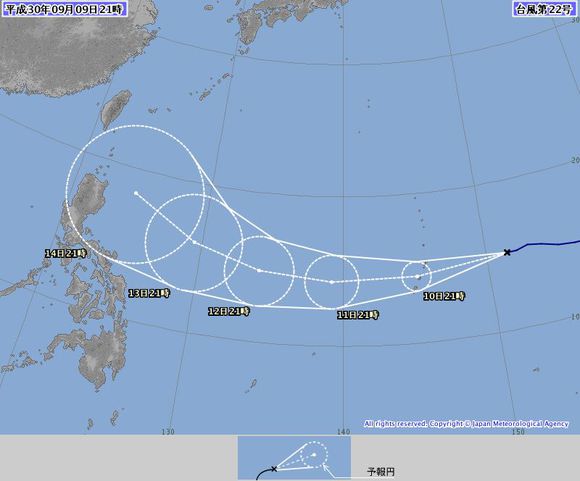 平成30年09月09日21時
台風第22号
30
20
14日21時
13日21時
12日21時
11日21時
10日21時
10
All rights reserved. Copyright © Japan Meteorological Agency
130
140
150
予報円